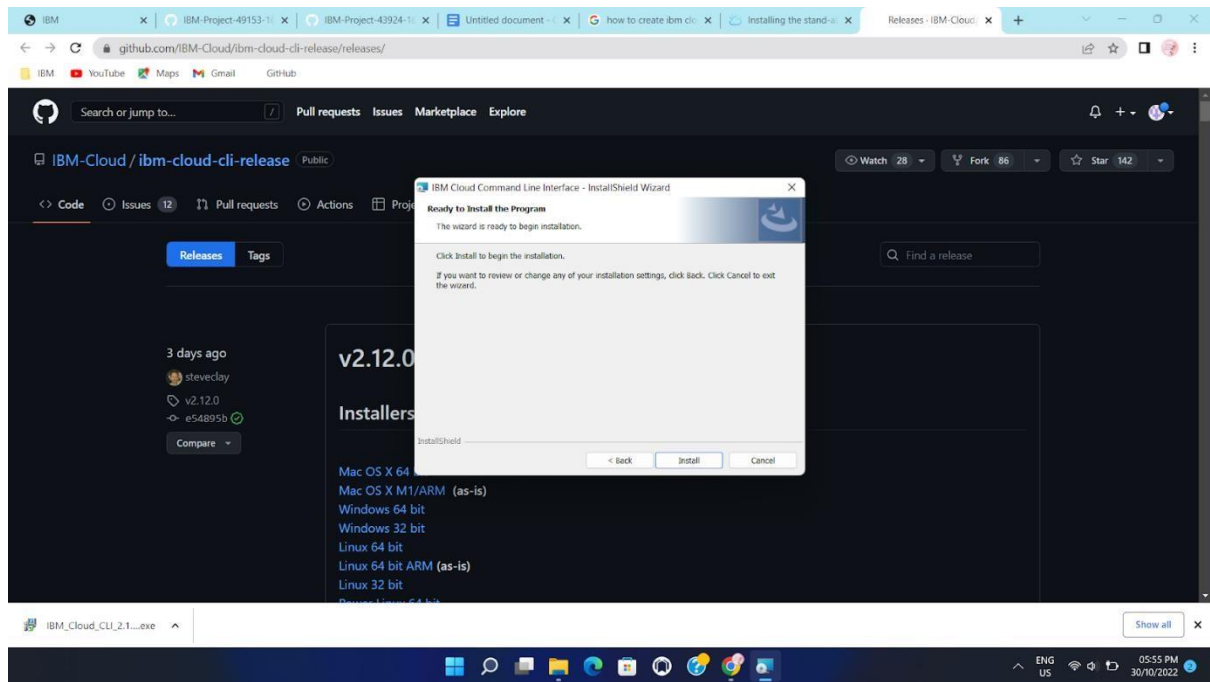 IBM
IBM-Project-49153-1
IBM-Project-43924-1
Untitled document -
how to create ibm clo
Installing the stand-a
Releases · IBM-Cloud
github.com/IBM-Cloud/ibm-cloud-cli-release/releases/
IBM YouTube Maps Gmail GitHub
Search or jump to... / Pull requests Issues Marketplace Explore
IBM-Cloud / ibm-cloud-cli-release Public
Watch 28 Fork 86 Star 142
Code Issues 12 Pull requests Actions Proje
Releases Tags
Find a release
IBM Cloud Command Line Interface - InstallShield Wizard
Ready to Install the Program
The wizard is ready to begin installation.
Click Install to begin the installation.
If you want to review or change any of your installation settings, click Back. Click Cancel to exit
the wizard.
InstallShield
< Back Install Cancel
3 days ago
steveclay
v2.12.0
e54895b
Compare
v2.12.0
Installers
Mac OS X 64
Mac OS X M1/ARM (as-is)
Windows 64 bit
Windows 32 bit
Linux 64 bit
Linux 64 bit ARM (as-is)
Linux 32 bit
Power Linux 64 bit
IBM_Cloud_CLI_2.1....exe
Show all
ENG
US
05:55 PM
30/10/2022
2